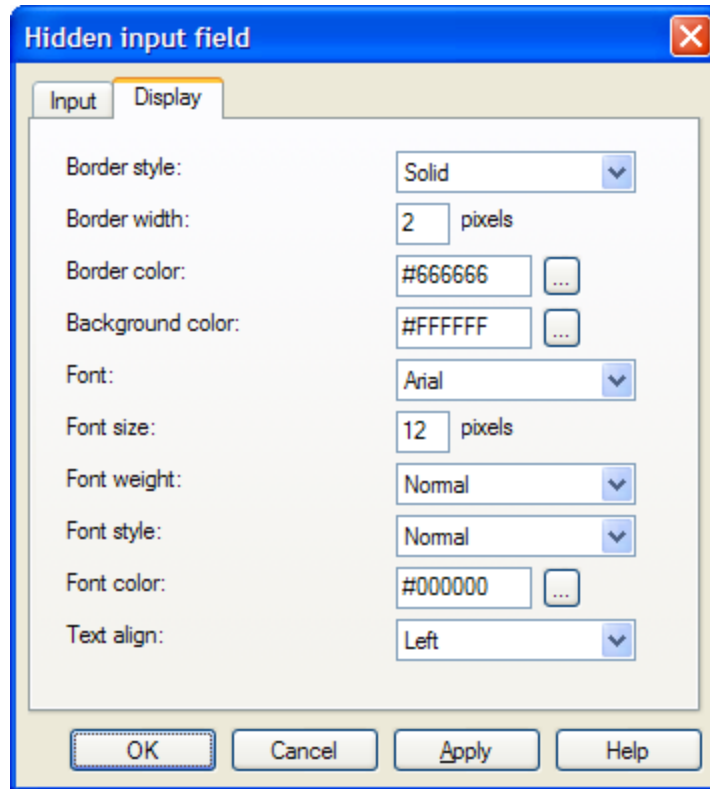 Hidden input field
Input Display
Border style: Solid
Border width: 2 pixels
Border color: #666666 ...
Background color: #FFFFFF ...
Font: Arial
Font size: 12 pixels
Font weight: Normal
Font style: Normal
Font color: #000000 ...
Text align: Left
OK Cancel Apply Help